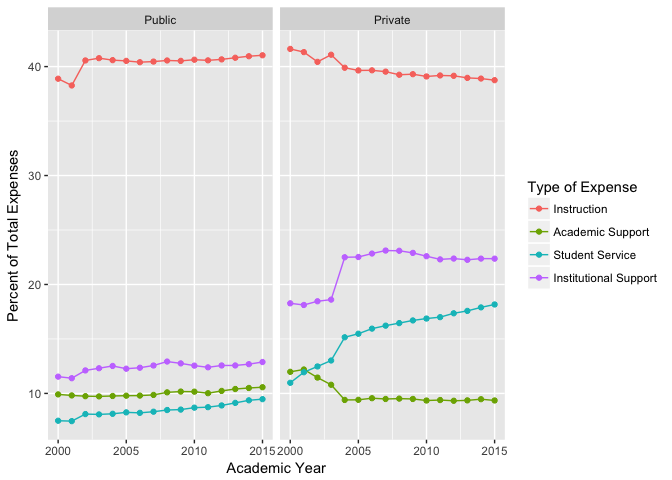 Public
Private
40
30
20
10
Percent of Total Expenses
2000
2005
2010
2015
2000
2005
2010
2015
Academic Year
Type of Expense
Instruction
Academic Support
Student Service
Institutional Support